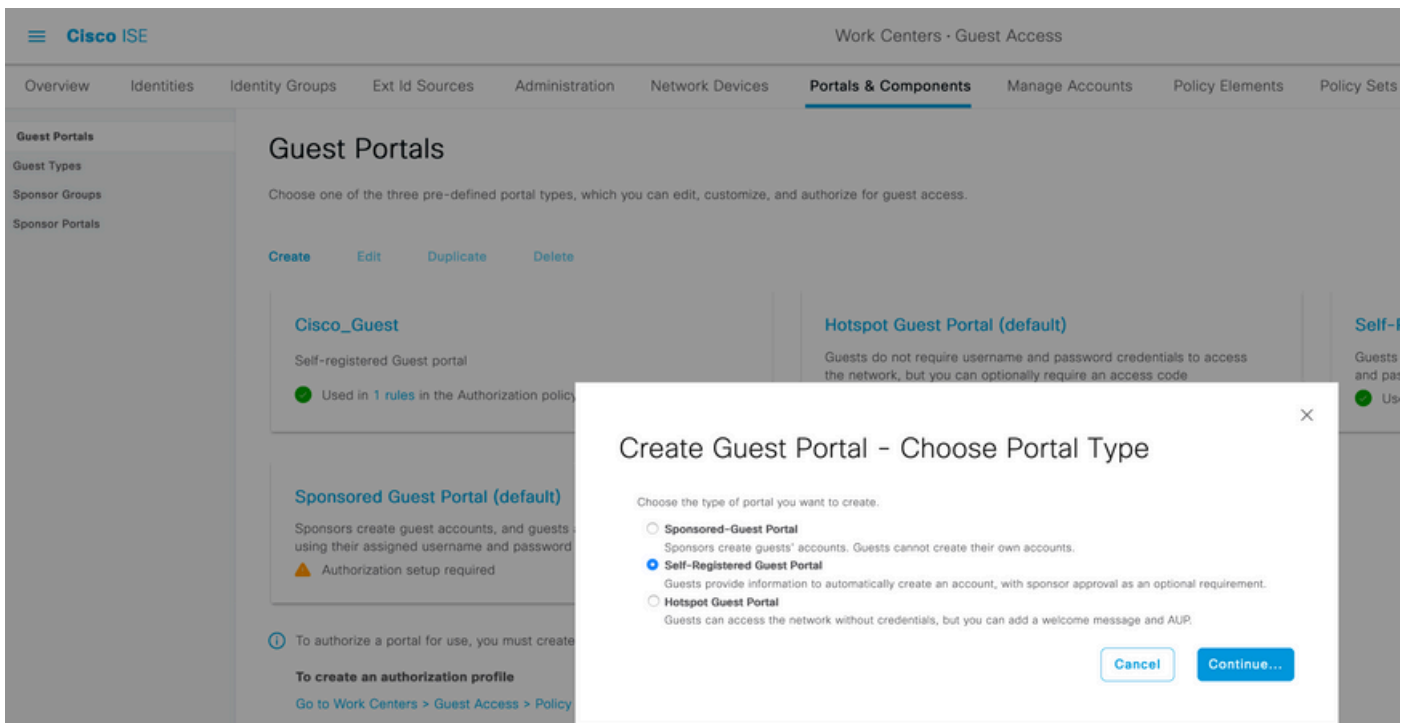 Cisco ISE
Work Centers · Guest Access
Overview Identities Identity Groups Ext Id Sources Administration Network Devices Portals & Components Manage Accounts Policy Elements Policy Sets
Guest Portals
Guest Types
Sponsor Groups
Sponsor Portals
Guest Portals
Choose one of the three pre-defined portal types, which you can edit, customize, and authorize for guest access.
Create Edit Duplicate Delete
Cisco_Guest
Self-registered Guest portal
Used in 1 rules in the Authorization policy
Hotspot Guest Portal (default)
Guests do not require username and password credentials to access
the network, but you can optionally require an access code
Self-
Guests
and pas
Us
Sponsored Guest Portal (default)
Sponsors create guest accounts, and guests
using their assigned username and password
Authorization setup required
To authorize a portal for use, you must create
To create an authorization profile
Go to Work Centers > Guest Access > Policy
Create Guest Portal - Choose Portal Type
Choose the type of portal you want to create.
Sponsored-Guest Portal
Sponsors create guests' accounts. Guests cannot create their own accounts.
Self-Registered Guest Portal
Guests provide information to automatically create an account, with sponsor approval as an optional requirement.
Hotspot Guest Portal
Guests can access the network without credentials, but you can add a welcome message and AUP.
Cancel Continue...